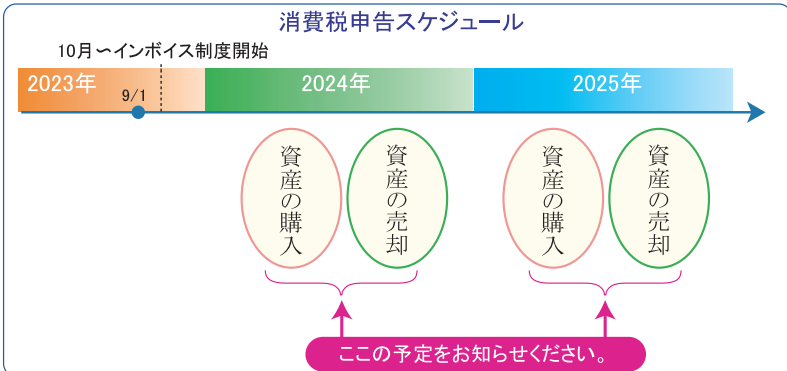 消費税申告スケジュール
10月〜インボイス制度開始
2023年
9/1
2024年
2025年
資産の購入
資産の売却
資産の購入
資産の売却
ここの予定をお知らせください。